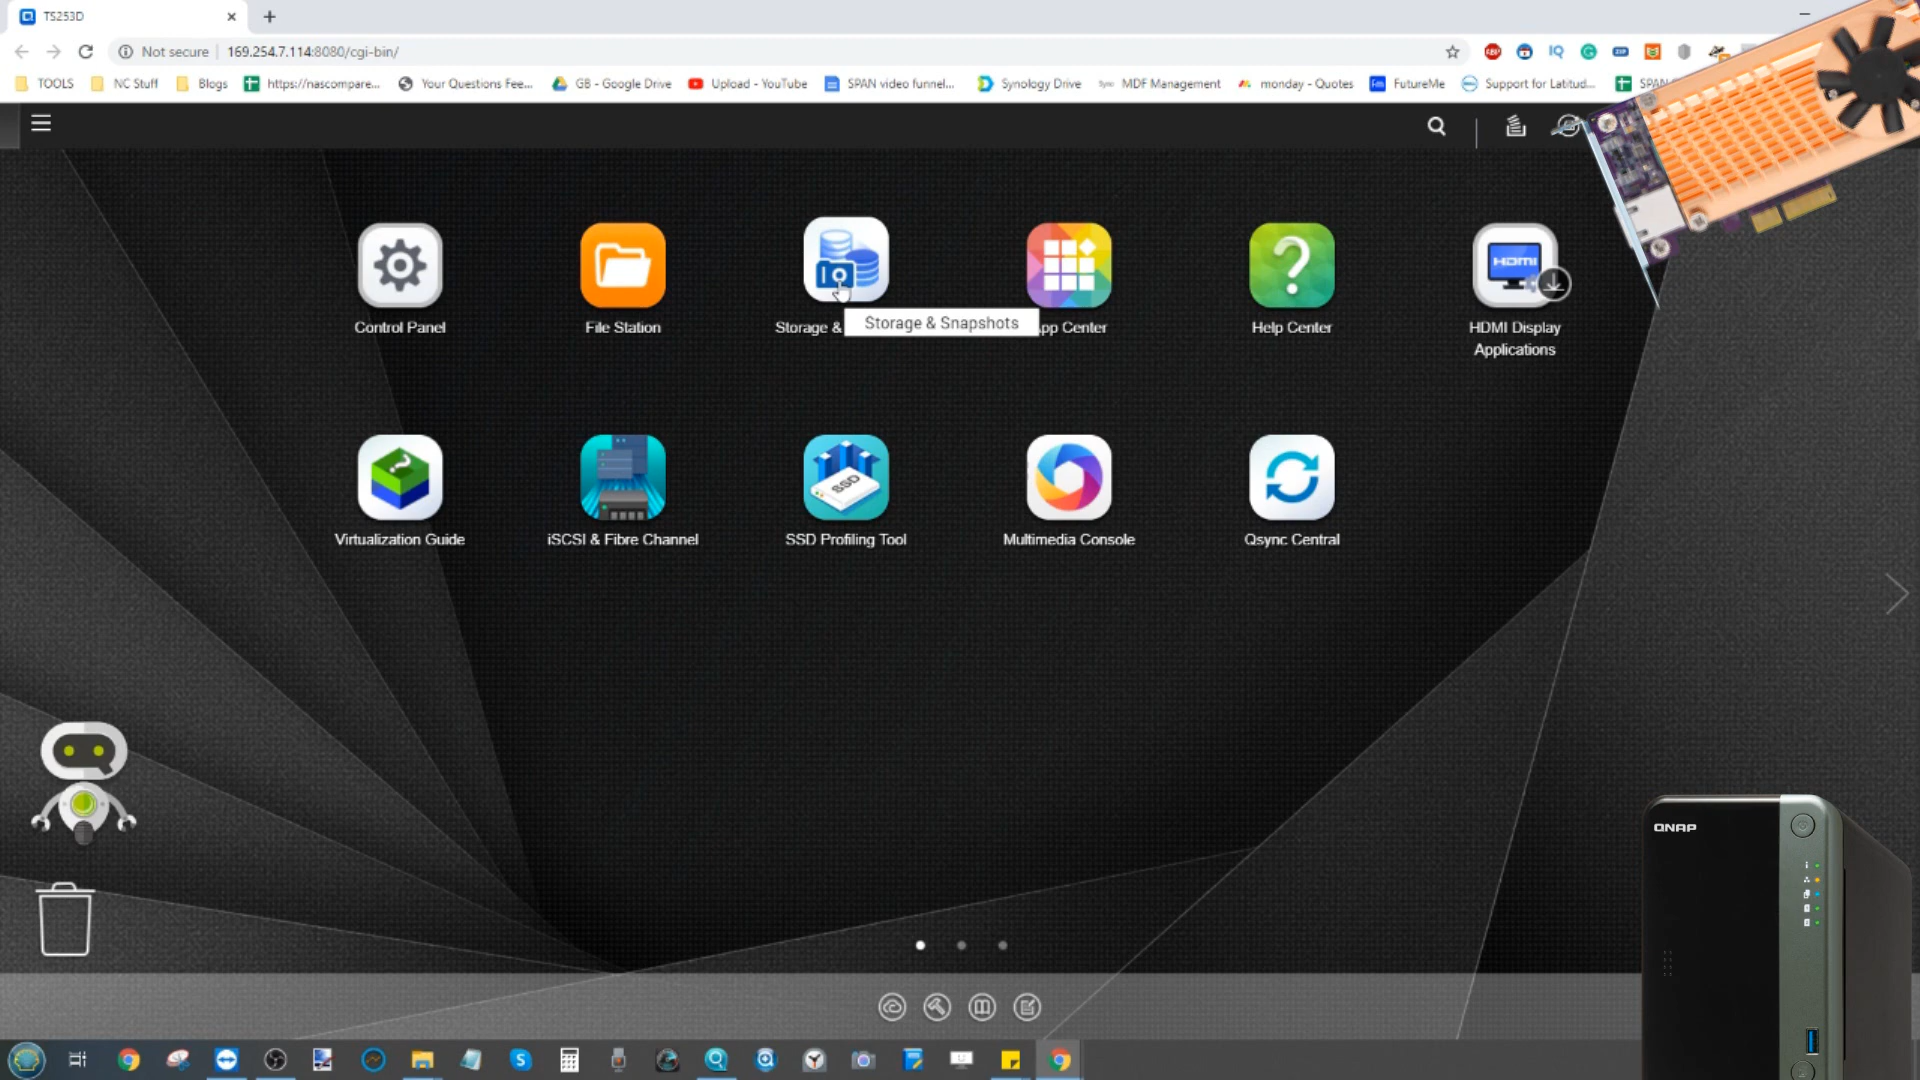 TS253D
Not secure
169.254.7.114:8080/cgi-bin/
TOOLS
NC Stuff
Blogs
https://nascompare...
Your Questions Fee...
GB - Google Drive
Upload - YouTube
SPAN video funnel...
Synology Drive
MDF Management
monday - Quotes
FutureMe
Support for Latitud...
SPAN
Control Panel
File Station
Storage &
Storage & Snapshots
pp Center
Help Center
HDMI
HDMI Display
Applications
Virtualization Guide
iSCSI & Fibre Channel
SSD
SSD Profiling Tool
Multimedia Console
Qsync Central
QNAP